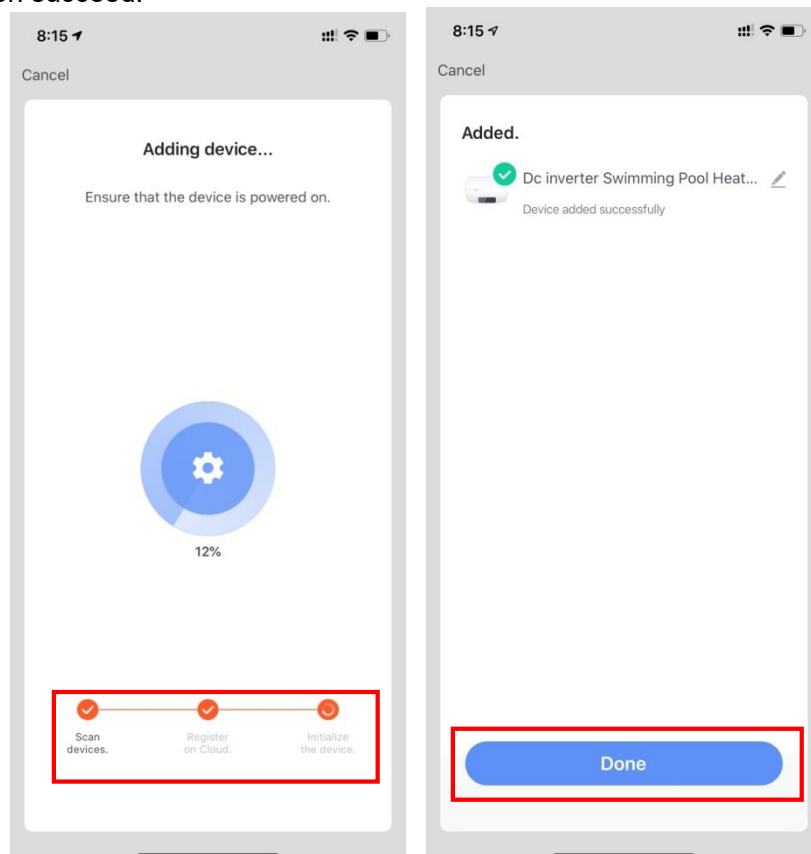 succeed.
8:15
Cancel
Adding device...
Ensure that the device is powered on.
12%
Scan
devices.
Register
on Cloud.
Initialize
the device.
8:15
Cancel
Added.
Dc inverter Swimming Pool Heat...
Device added successfully
Done